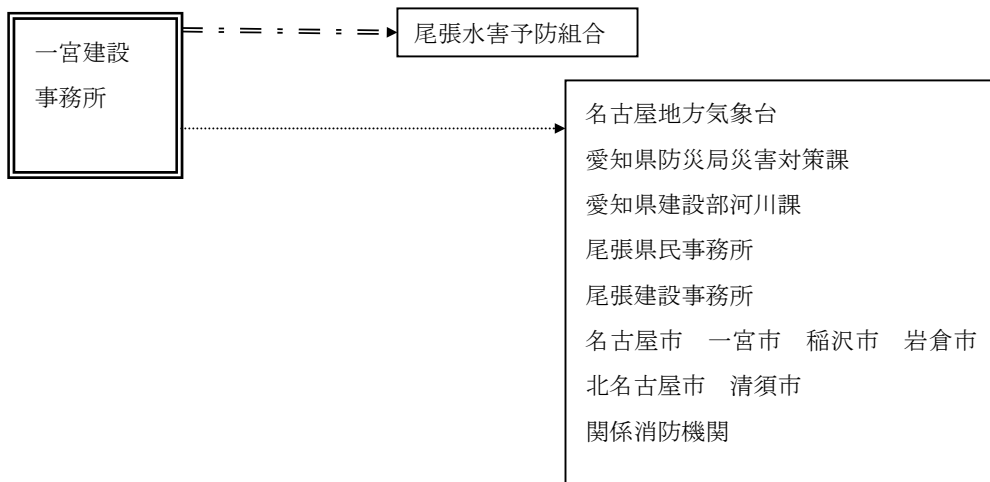 一宮建設
事務所
尾張水害予防組合
名古屋地方気象台
愛知県防災局災害対策課
愛知県建設部河川課
尾張県民事務所
尾張建設事務所
名古屋市　一宮市　稲沢市　岩倉市
北名古屋市　清須市
関係消防機関